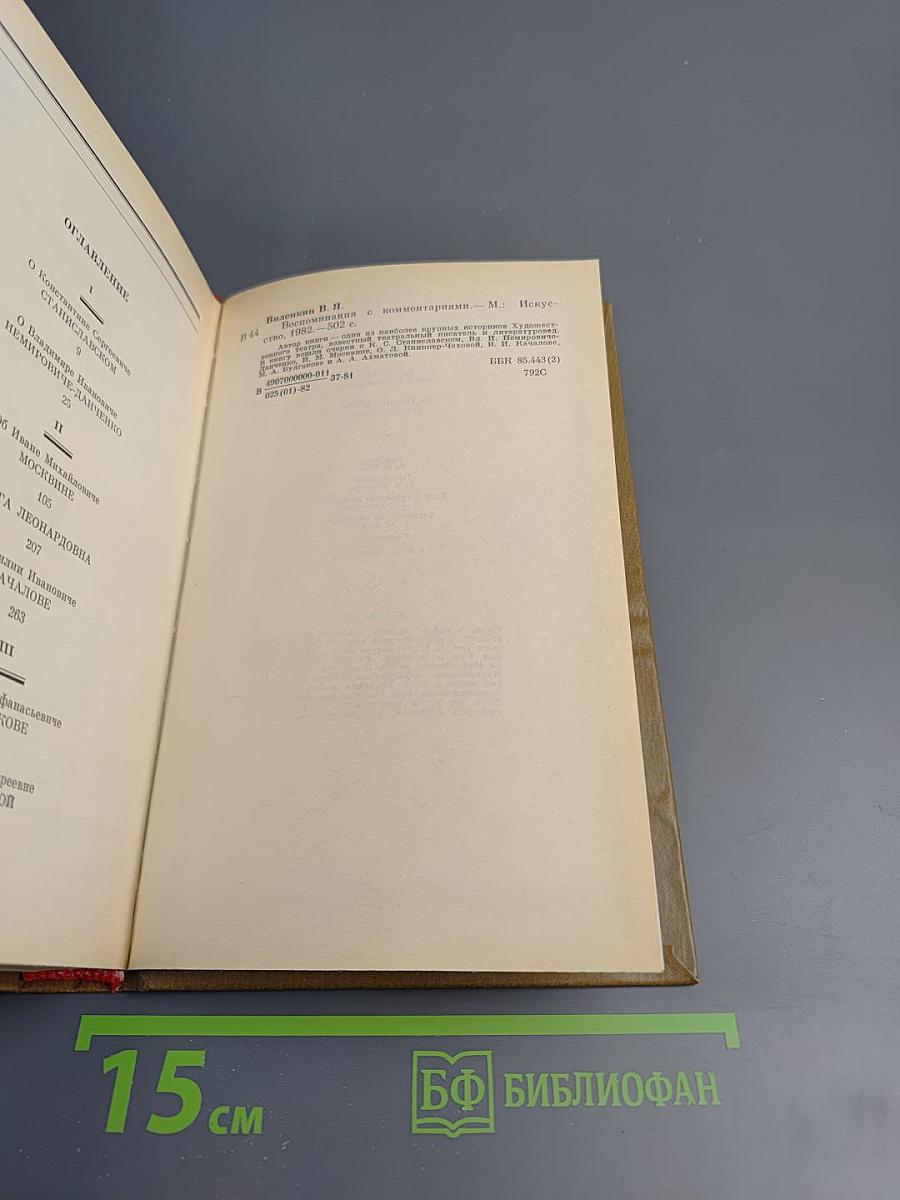 ОГЛАВЛЕНИЕ
I
О Константине Сергеевиче
СТАНИСЛАВСКОМ
9
О Владимире Ивановиче
НЕМИРОВИЧЕ-ДАНЧЕНКО
25
II
Об Иване Михайловиче
МОСКВИНЕ
105
ЛЕОНАРДОВНА
207
Ивановиче
263
III
Виленкин В. Я.
В 44 Воспоминания с комментариями.— М.: Искус-
ство, 1982.—502 с.
Автор книги — один из наиболее крупных историков Художест-
венного театра, известный театральный писатель и литературовед.
В книгу вошли очерки о К. С. Станиславском, Вл. И. Немировиче-
Данченко, И. М. Москвине, О. Л. Книппер-Чеховой, В. И. Качалове,
М. А. Булгакове и А. А. Ахматовой.
В 4907000000-011 37-81
025(01)-82
ББК 85.443(2)
792С
15 см
БФ БИБЛИОФАН